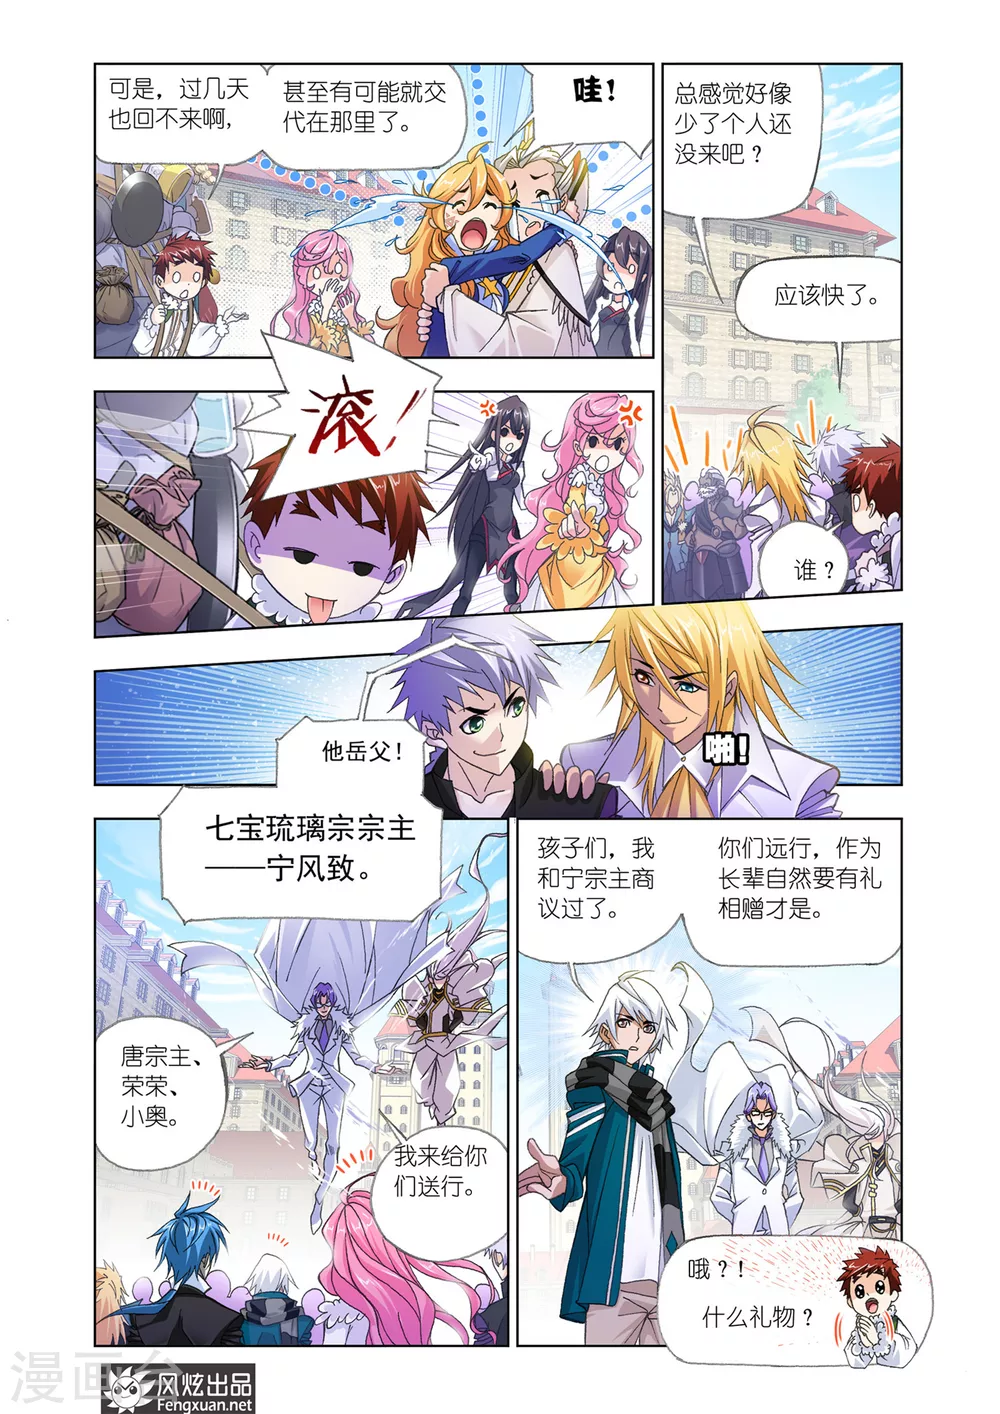 可是，过几天
也回不来啊，
甚至有可能就交
代在那里了。
哇！
总感觉好像
少了个人还
没来吧？
应该快了。
滚！
谁？
他岳父！
啪！
七宝琉璃宗宗主
——宁风致。
唐宗主、
荣荣、
小奥。
我来给你
们送行。
孩子们，我
和宁宗主商
议过了。
你们远行，作为
长辈自然要有礼
相赠才是。
哦？！
什么礼物？
漫画台
风炫出品
Fengxuan.net